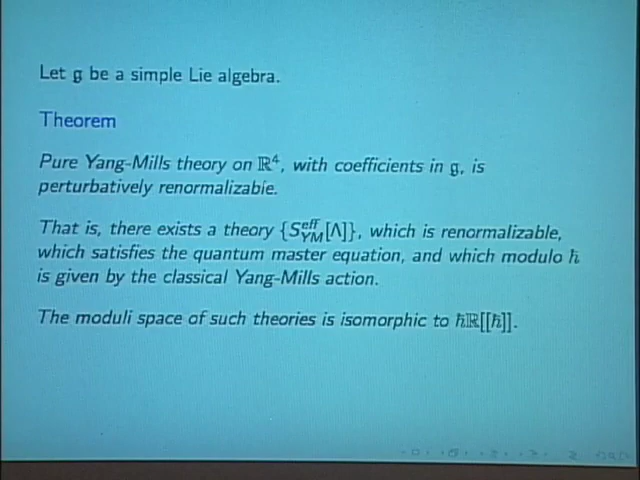 Let 𝔤 be a simple Lie algebra.
Theorem
Pure Yang-Mills theory on ℝ⁴, with coefficients in 𝔤, is
perturbatively renormalizable.
That is, there exists a theory {S^{eff}_{YM}[Λ]}, which is renormalizable,
which satisfies the quantum master equation, and which modulo ℏ
is given by the classical Yang-Mills action.
The moduli space of such theories is isomorphic to ℏℝ[[ℏ]].